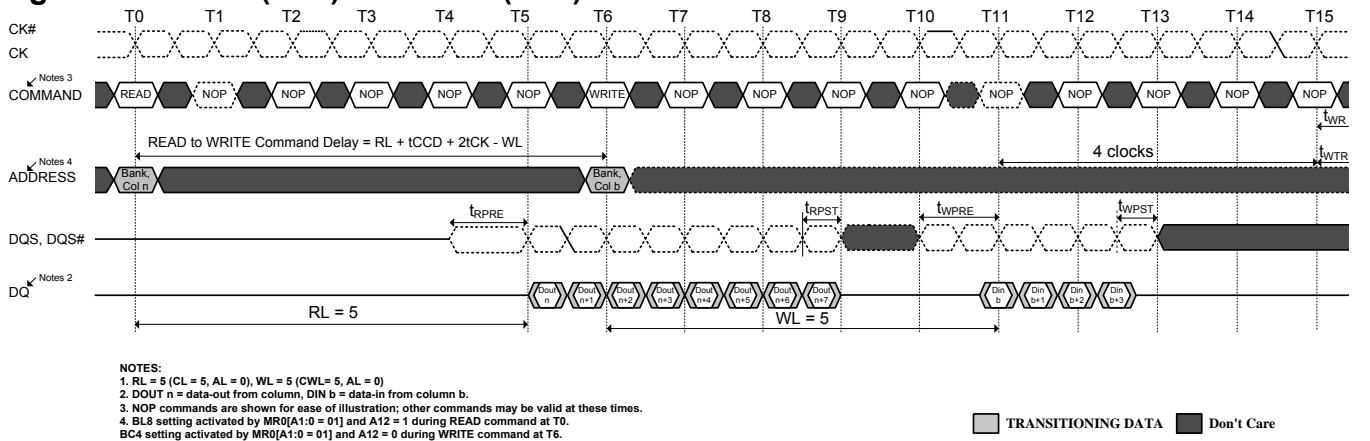 T0 T1 T2 T3 T4 T5 T6 T7 T8 T9 T10 T11 T12 T13 T14 T15
CK#
CK
Notes 3
COMMAND
READ NOP NOP NOP NOP NOP WRITE NOP NOP NOP NOP NOP NOP NOP NOP NOP
tWR
READ to WRITE Command Delay = RL + tCCD + 2tCK - WL
4 clocks
tWTR
Notes 4
ADDRESS
Bank, Col n
Bank, Col b
tRPRE
tRPST
tWPRE
tWPST
DQS, DQS#
Notes 2
DQ
Dout n Dout n+1 Dout n+2 Dout n+3 Dout n+4 Dout n+5 Dout n+6 Dout n+7 Din b Din b+1 Din b+2 Din b+3
RL = 5
WL = 5
NOTES:
1. RL = 5 (CL = 5, AL = 0), WL = 5 (CWL= 5, AL = 0)
2. DOUT n = data-out from column, DIN b = data-in from column b.
3. NOP commands are shown for ease of illustration; other commands may be valid at these times.
4. BL8 setting activated by MR0[A1:0 = 01] and A12 = 1 during READ command at T0.
BC4 setting activated by MR0[A1:0 = 01] and A12 = 0 during WRITE command at T6.
TRANSITIONING DATA
Don't Care